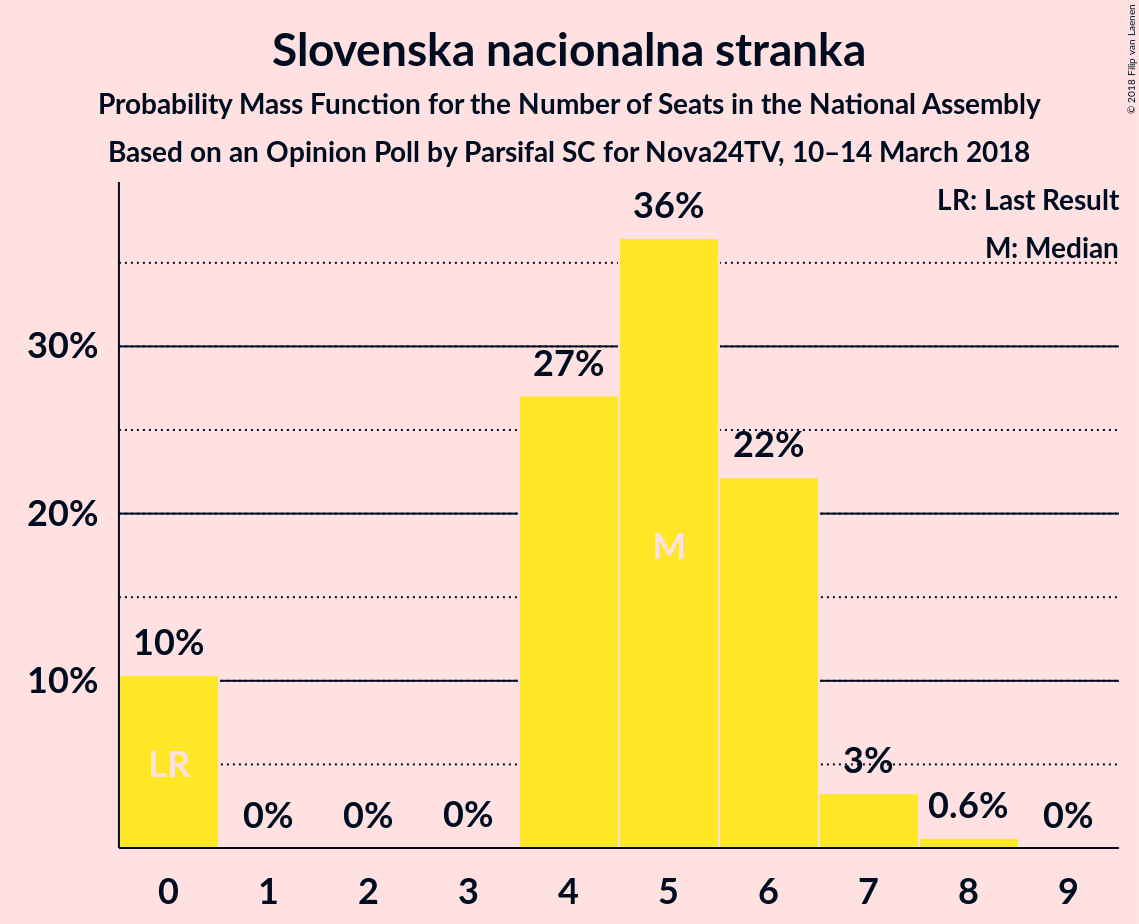 Slovenska nacionalna stranka
Probability Mass Function for the Number of Seats in the National Assembly
Based on an Opinion Poll by Parsifal SC for Nova24TV, 10–14 March 2018
© 2018 Filip van Laenen
LR: Last Result
M: Median
36%
30%
27%
22%
20%
M
10%
10%
LR
3%
0%
0%
0%
0.6%
0%
0 1 2 3 4 5 6 7 8 9